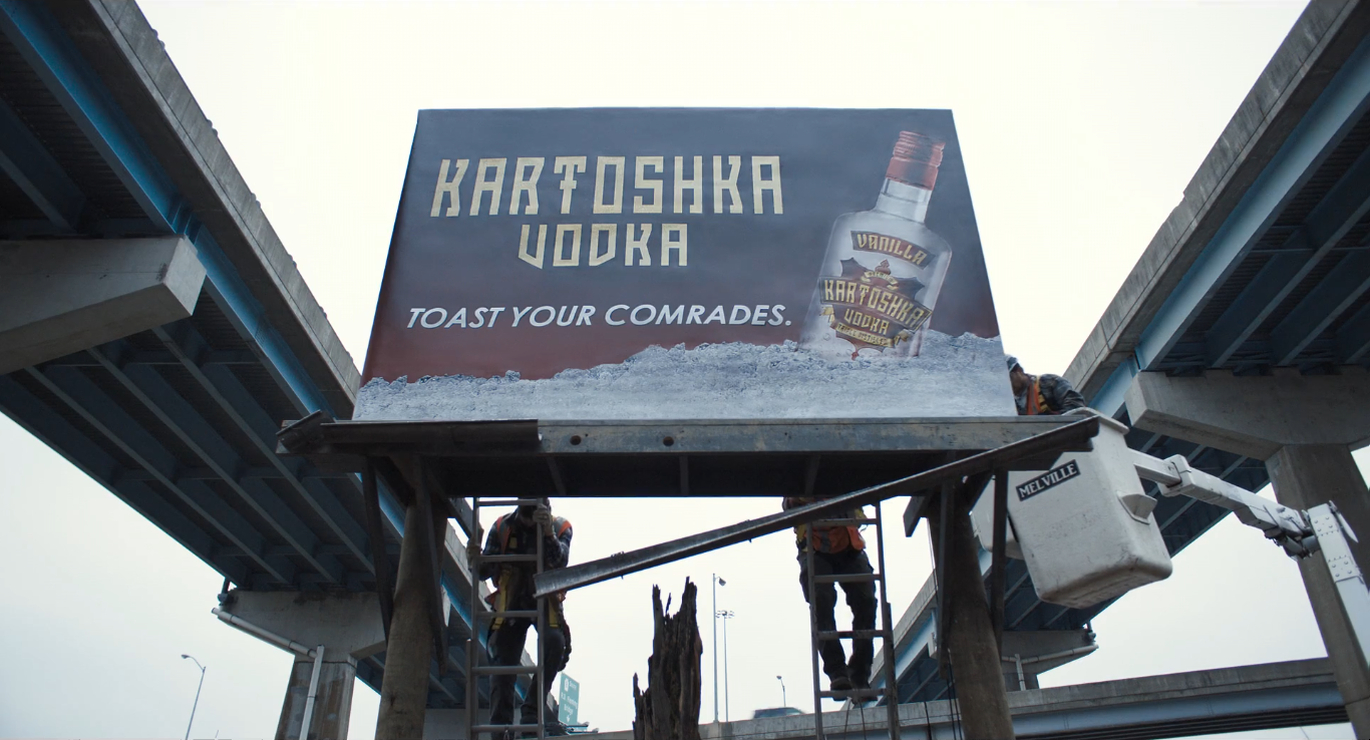 KARTOSHKA
VODKA
TOAST YOUR COMRADES.
VANILLA
KARTOSHKA
VODKA
MELVILLE